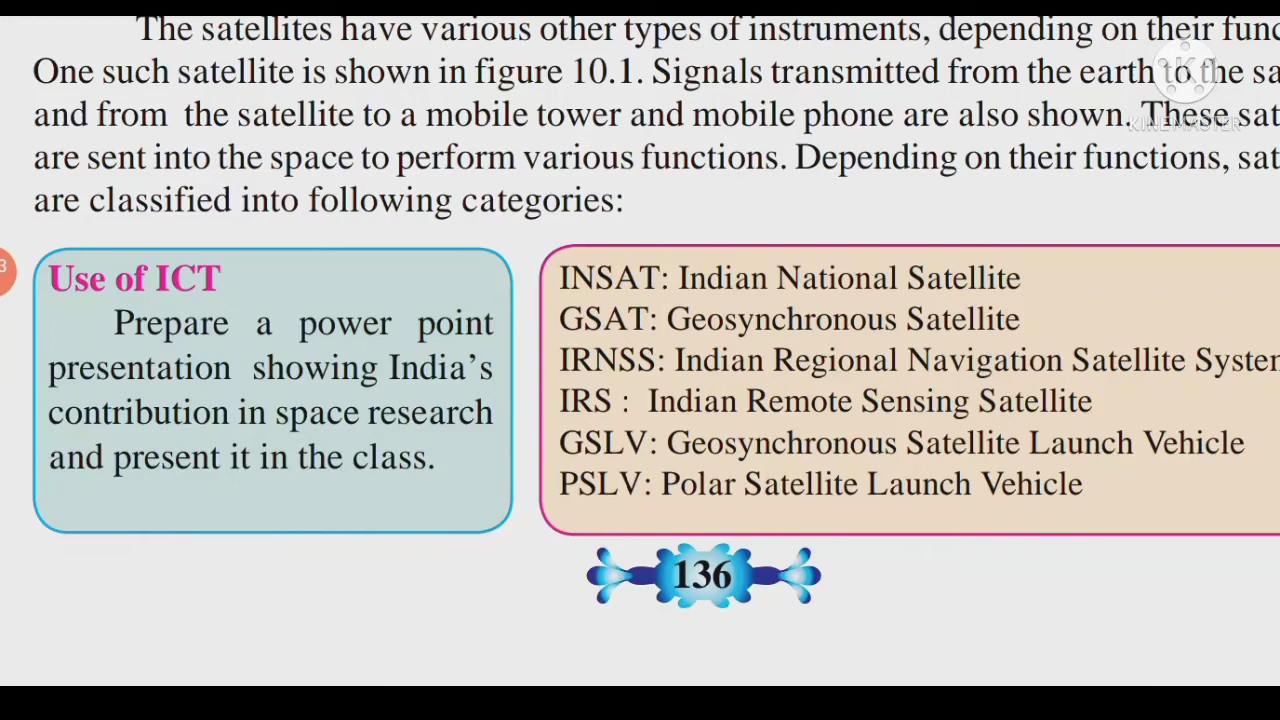 The satellites have various other types of instruments, depending on their
One such satellite is shown in figure 10.1. Signals transmitted from the earth to the
and from the satellite to a mobile tower and mobile phone are also shown. These
are sent into the space to perform various functions. Depending on their functions,
are classified into following categories:
Use of ICT
Prepare a power point
presentation showing India's
contribution in space research
and present it in the class.
INSAT: Indian National Satellite
GSAT: Geosynchronous Satellite
IRNSS: Indian Regional Navigation Satellite
IRS : Indian Remote Sensing Satellite
GSLV: Geosynchronous Satellite Launch Vehicle
PSLV: Polar Satellite Launch Vehicle
136
KINEMASTER